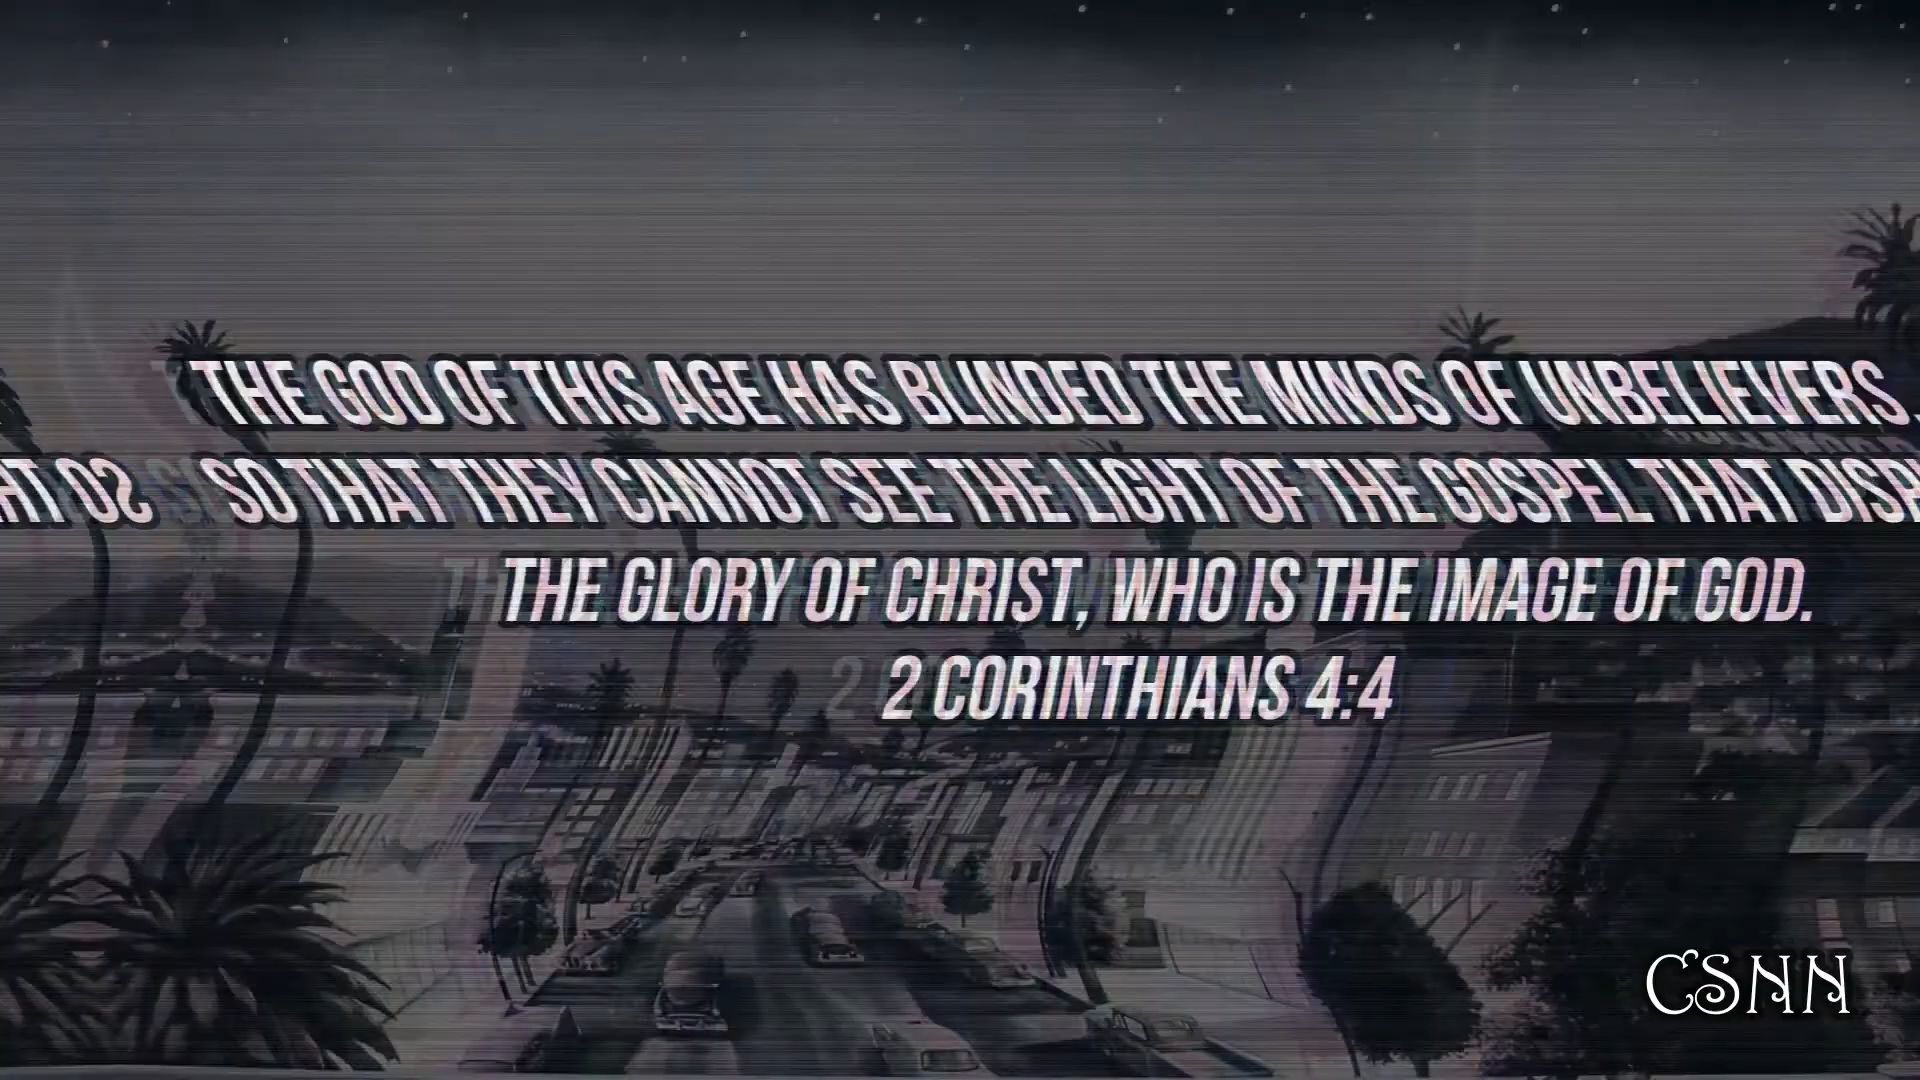 THE GOD OF THIS AGE HAS BLINDED THE MINDS OF UNBELIEVERS,
SO THAT THEY CANNOT SEE THE LIGHT OF THE GOSPEL THAT DISP
THE GLORY OF CHRIST, WHO IS THE IMAGE OF GOD.
2 CORINTHIANS 4:4
CSNN